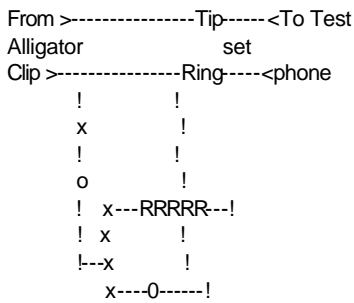 From >----------------Tip------<To Test
Alligator set
Clip >----------------Ring-----<phone
! !
x !
! !
o !
! x---RRRRR---!
! x !
!---x !
x----0------!